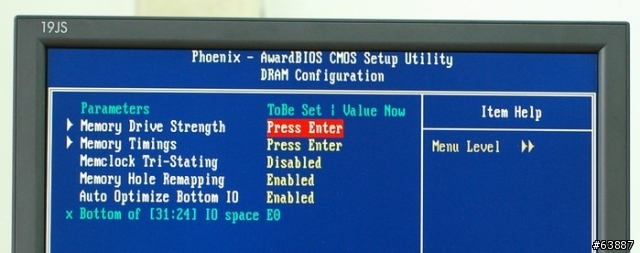 19JS
Phoenix - AwardBIOS CMOS Setup Utility
DRAM Configuration
Parameters ToBe Set | Value Now
Memory Drive Strength Press Enter
Memory Timings Press Enter
Memclock Tri-Stating Disabled
Memory Hole Remapping Enabled
Auto Optimize Bottom IO Enabled
x Bottom of [31:24] IO space E0
Item Help
Menu Level
#63887